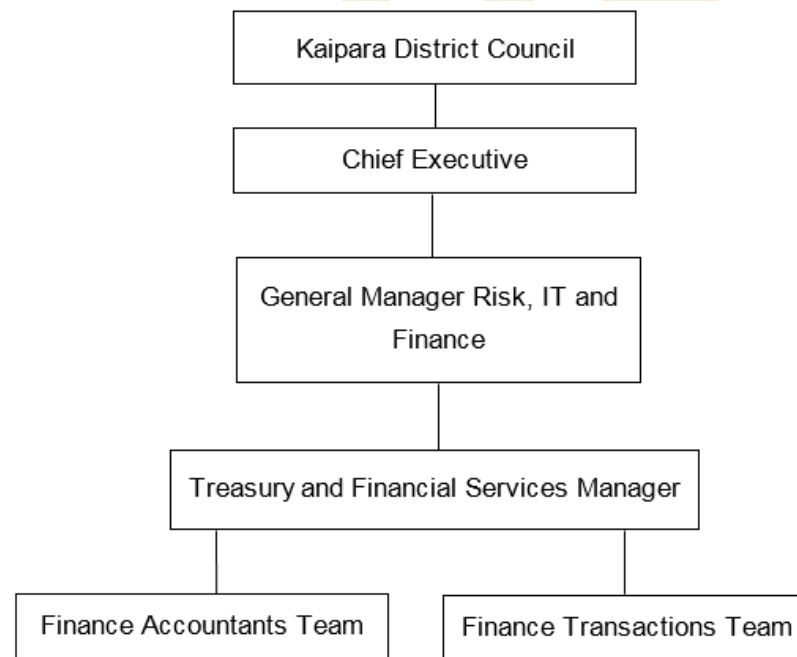 Kaipara District Council
Chief Executive
General Manager Risk, IT and
Finance
Treasury and Financial Services Manager
Finance Accountants Team
Finance Transactions Team